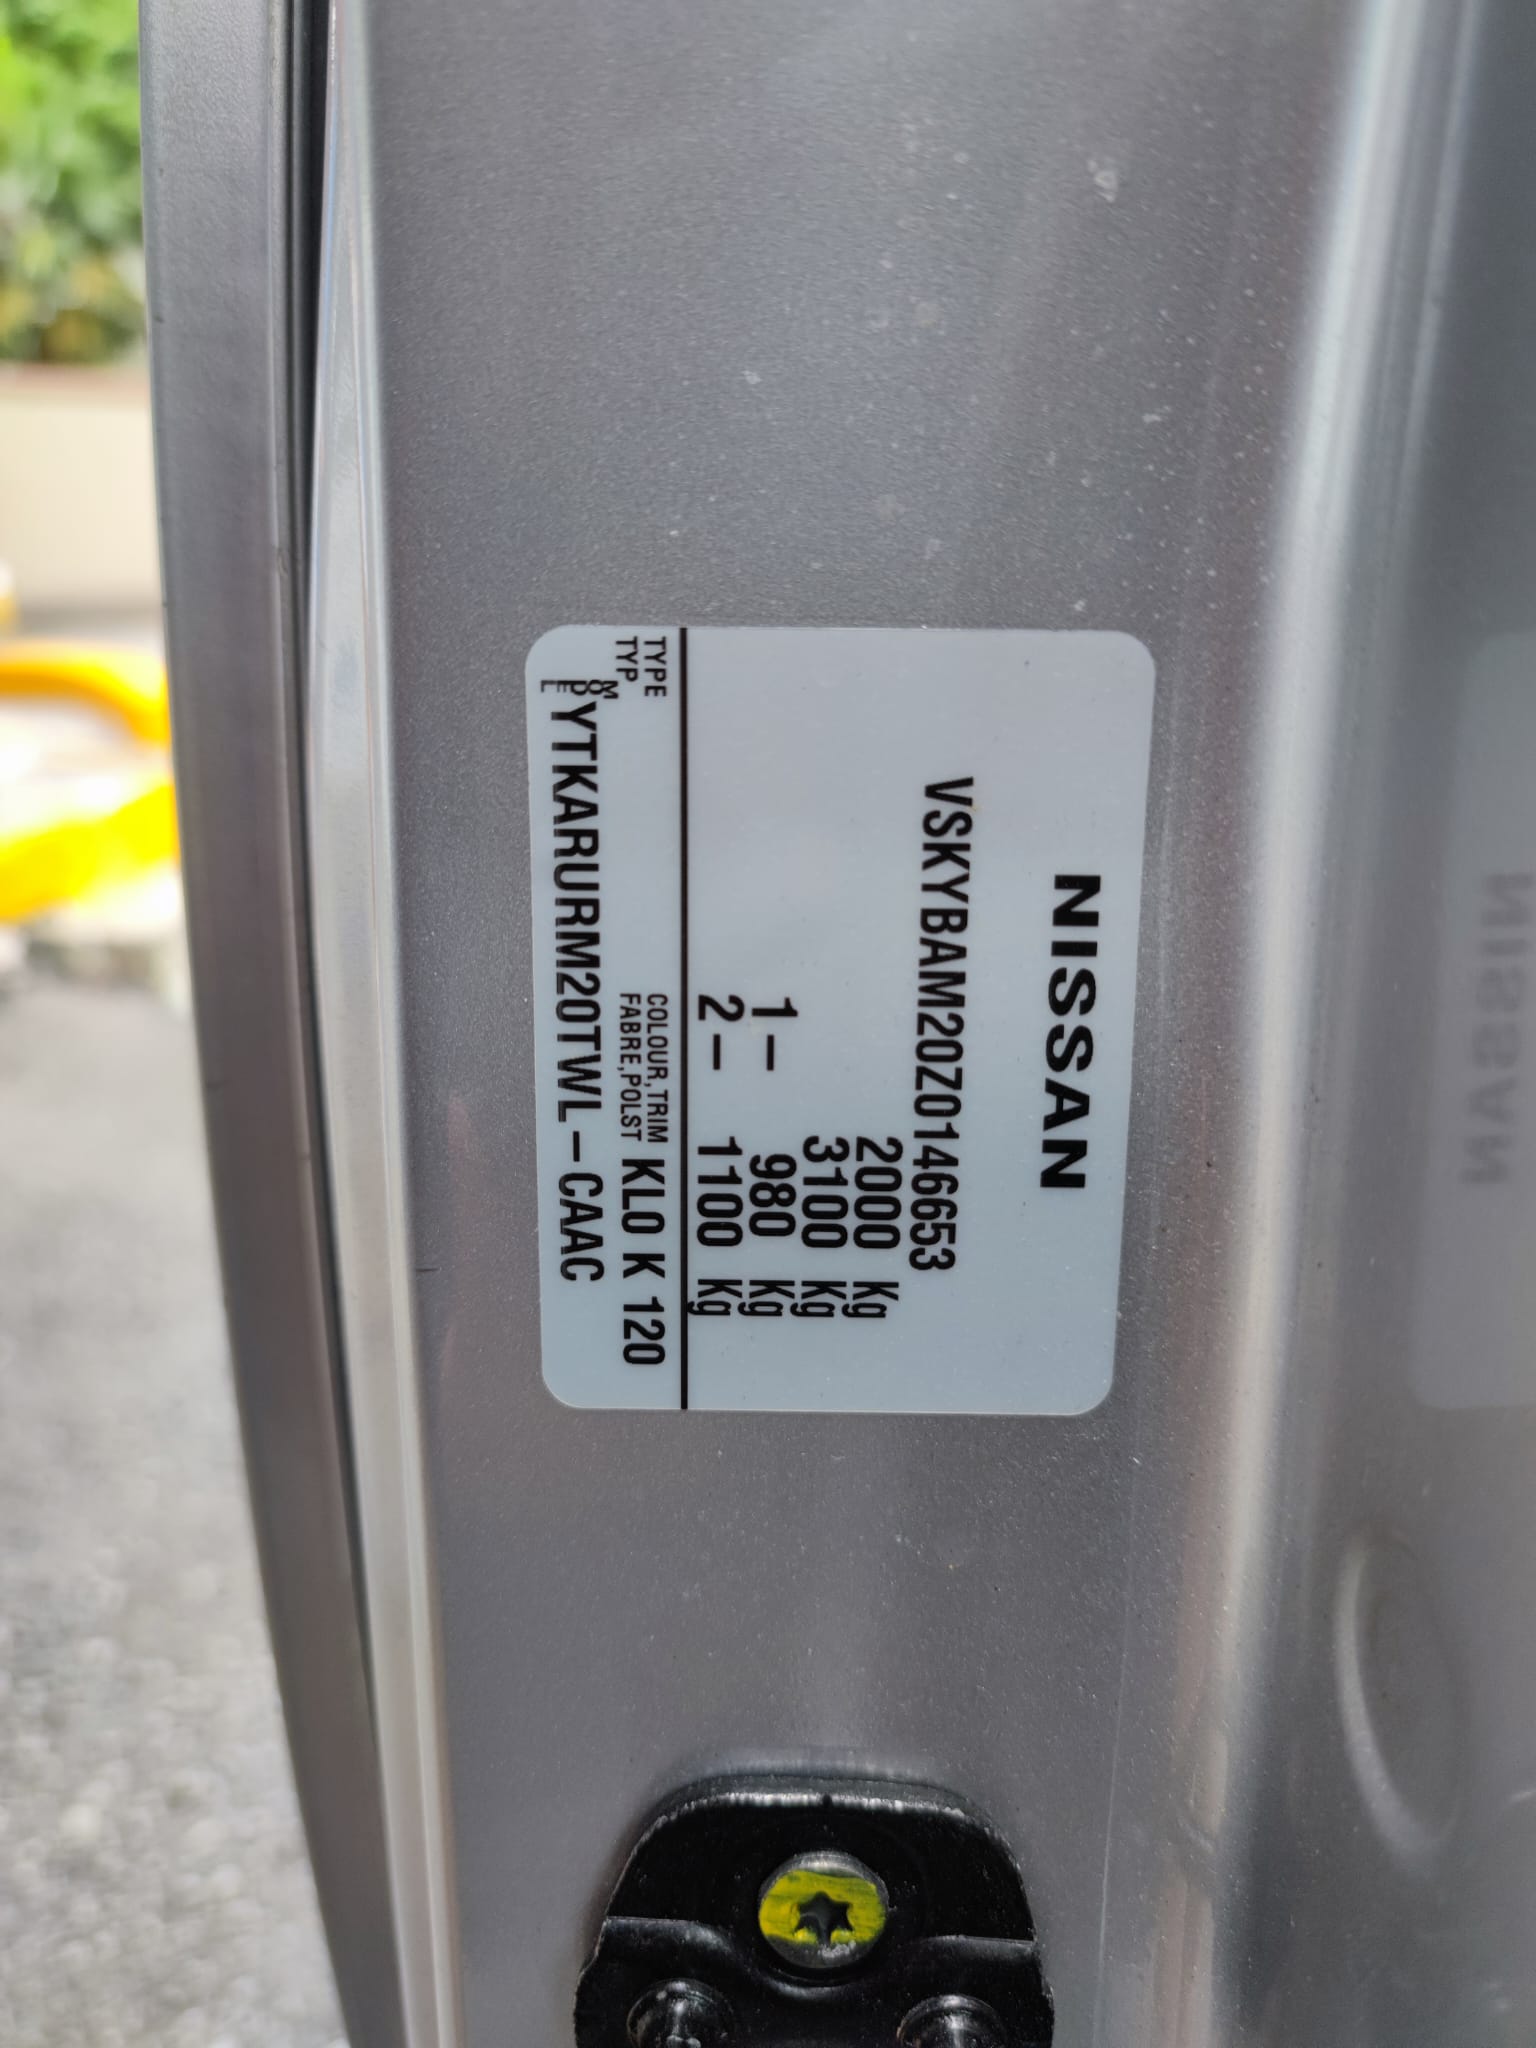 NISSAN
VSKYBAM20Z0146653
2000 Kg
3100 Kg
1- 980 Kg
2- 1100 Kg
TYPE
TYP
COLOUR,TRIM
FABRE,POLST
KL0 K 120
MODEL YTKARURM20TWL-CAAC